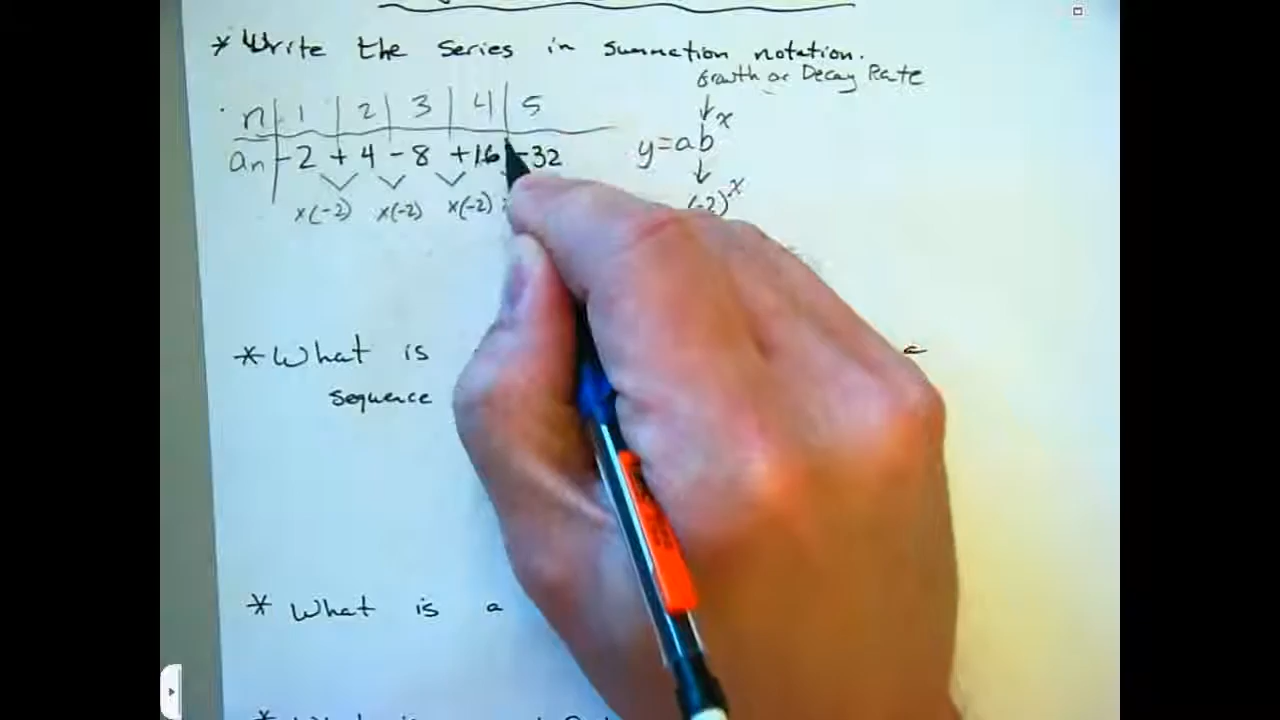 * Write the series in summation notation.
Growth or Decay Rate
n 1 2 3 4 5
an -2 + 4 - 8 +16 -32
y=ab^x
x(-2) x(-2) x(-2)
(-2)^x
* What is a
sequence
* What is a